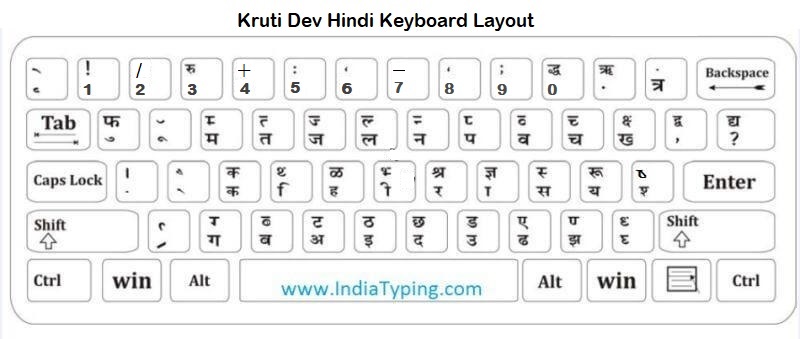 Kruti Dev Hindi Keyboard Layout
! / रु + : ‘ – ‘ ; द्ध ऋ . Backspace
1 2 3 4 5 6 7 8 9 0 . त्र
Tab फ म् त् ज् ल् न् प् व् च् क्ष् द्व द्य
ु ू म त ज ल न प व च ख , ?
Caps Lock । ै क थ् ळ भ् श्र ज्ञ स् रू Enter
ं े क ि ह ी र ा स य श्
Shift ग् ब् ट ठ छ ड ए ण् ध् Shift
ग ब अ इ द उ ढ झ घ्
Ctrl win Alt www.IndiaTyping.com Alt win Ctrl